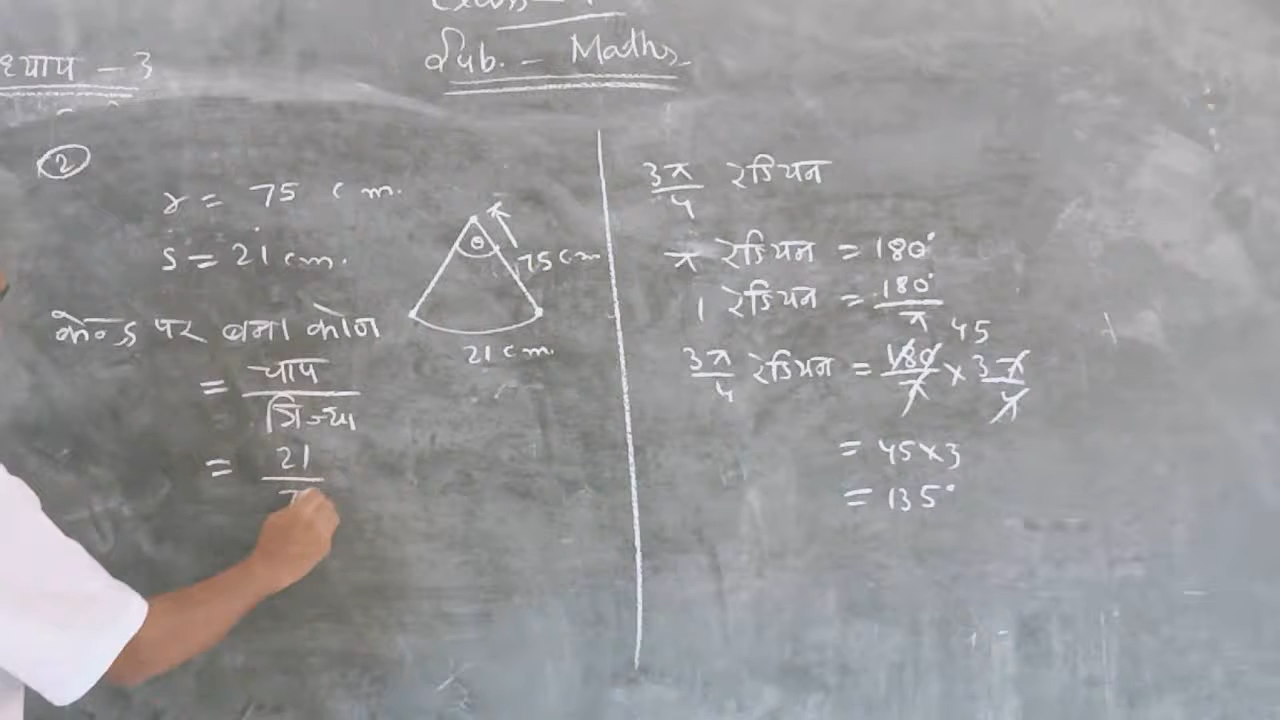 Sub. - Maths
ध्याय - 3
2
r = 75 cm.
s = 21 cm.
θ
75 cm
21 cm.
केन्द्र पर बना कोण
= चाप / त्रिज्या
= 21 / 7
3π/4 रेडियन
π रेडियन = 180°
1 रेडियन = 180°/π
45
3π/4 रेडियन = 180/π × 3π/4
= 45×3
= 135°